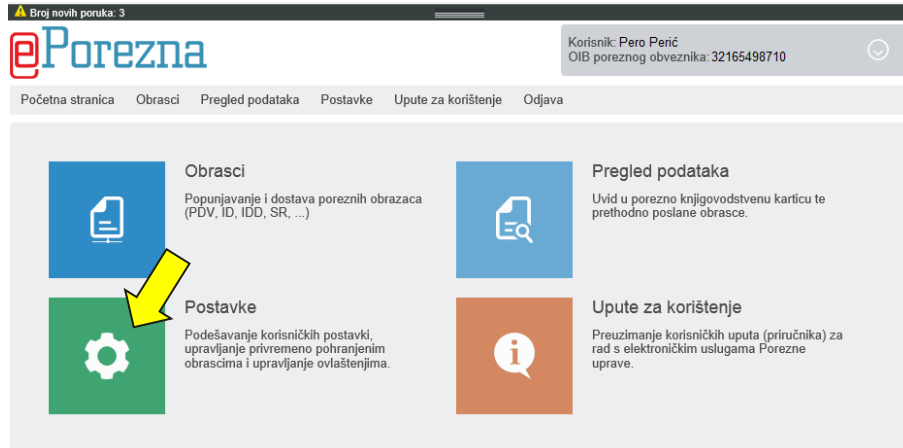 Broj novih poruka: 3
ePorezna
Korisnik: Pero Perić
OIB poreznog obveznika: 32165498710
Početna stranica Obrasci Pregled podataka Postavke Upute za korištenje Odjava
Obrasci
Popunjavanje i dostava poreznih obrazaca
(PDV, ID, IDD, SR, ...)
Pregled podataka
Uvid u porezno knjigovodstvenu karticu te
prethodno poslane obrasce.
Postavke
Podešavanje korisničkih postavki,
upravljanje privremeno pohranjenim
obrascima i upravljanje ovlaštenjima.
Upute za korištenje
Preuzimanje korisničkih uputa (priručnika) za
rad s elektroničkim uslugama Porezne
uprave.